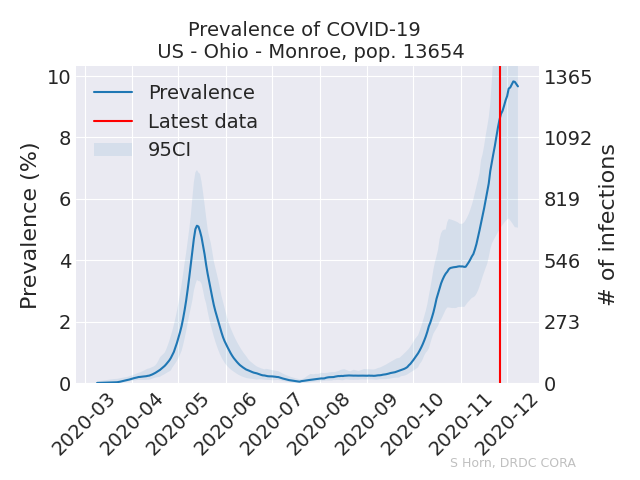 Prevalence of COVID-19
US - Ohio - Monroe, pop. 13654
Prevalence (%)
10
8
6
4
2
0
Prevalence
Latest data
95CI
1365
1092
819
546
273
0
# of infections
2020-03
2020-04
2020-05
2020-06
2020-07
2020-08
2020-09
2020-10
2020-11
2020-12
S Horn, DRDC CORA